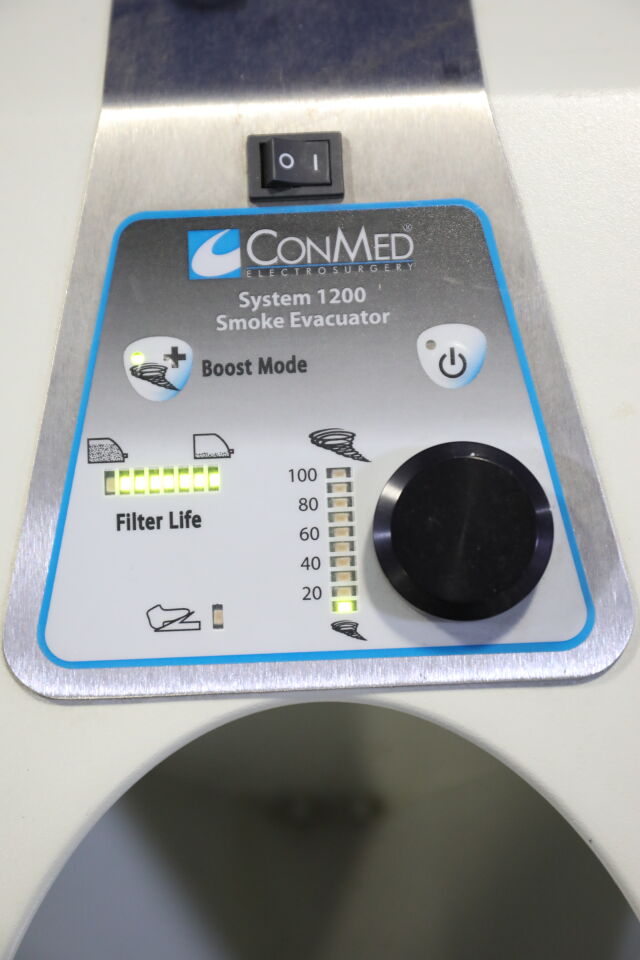 O I
CONMED®
ELECTROSURGERY
System 1200
Smoke Evacuator
Boost Mode
Filter Life
100
80
60
40
20